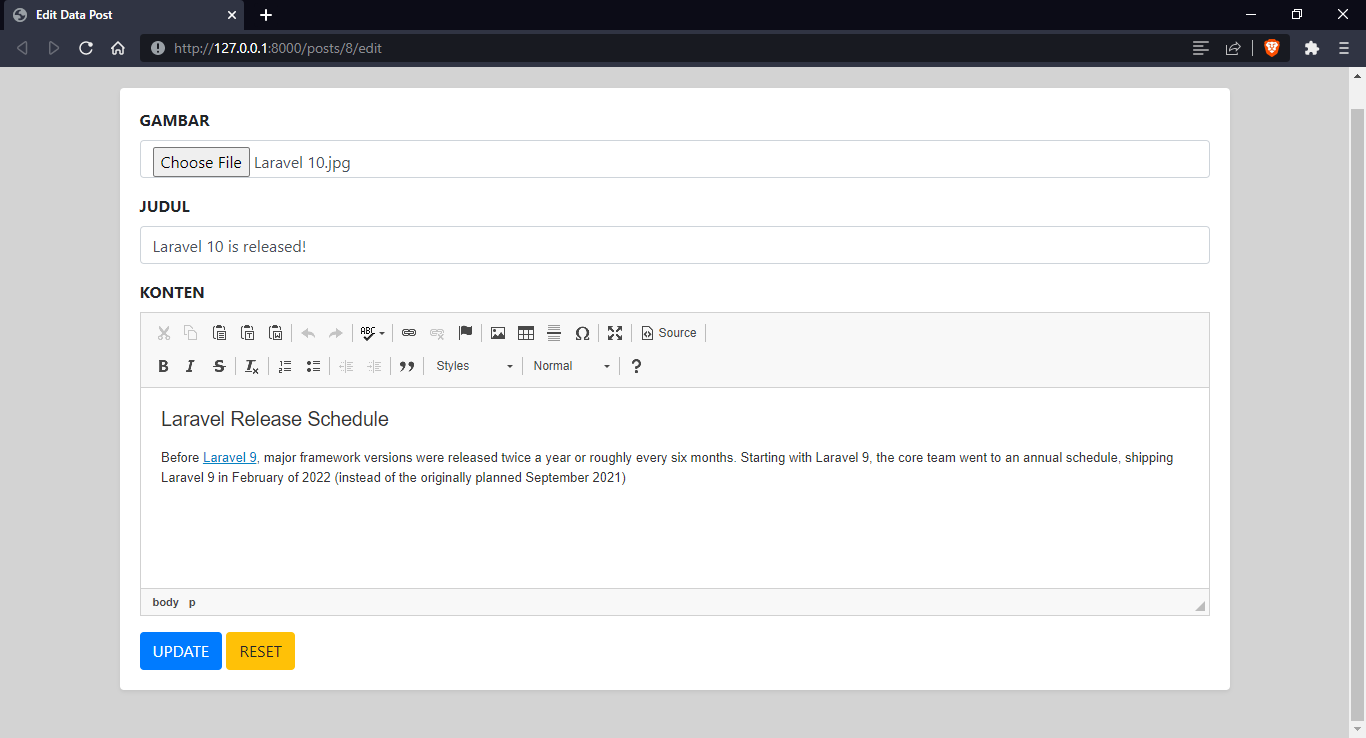 Edit Data Post
http://127.0.0.1:8000/posts/8/edit
GAMBAR
Choose File Laravel 10.jpg
JUDUL
Laravel 10 is released!
KONTEN
ABC Ω Source
B I S Tx Styles Normal ?
Laravel Release Schedule
Before Laravel 9, major framework versions were released twice a year or roughly every six months. Starting with Laravel 9, the core team went to an annual schedule, shipping
Laravel 9 in February of 2022 (instead of the originally planned September 2021)
body p
UPDATE RESET